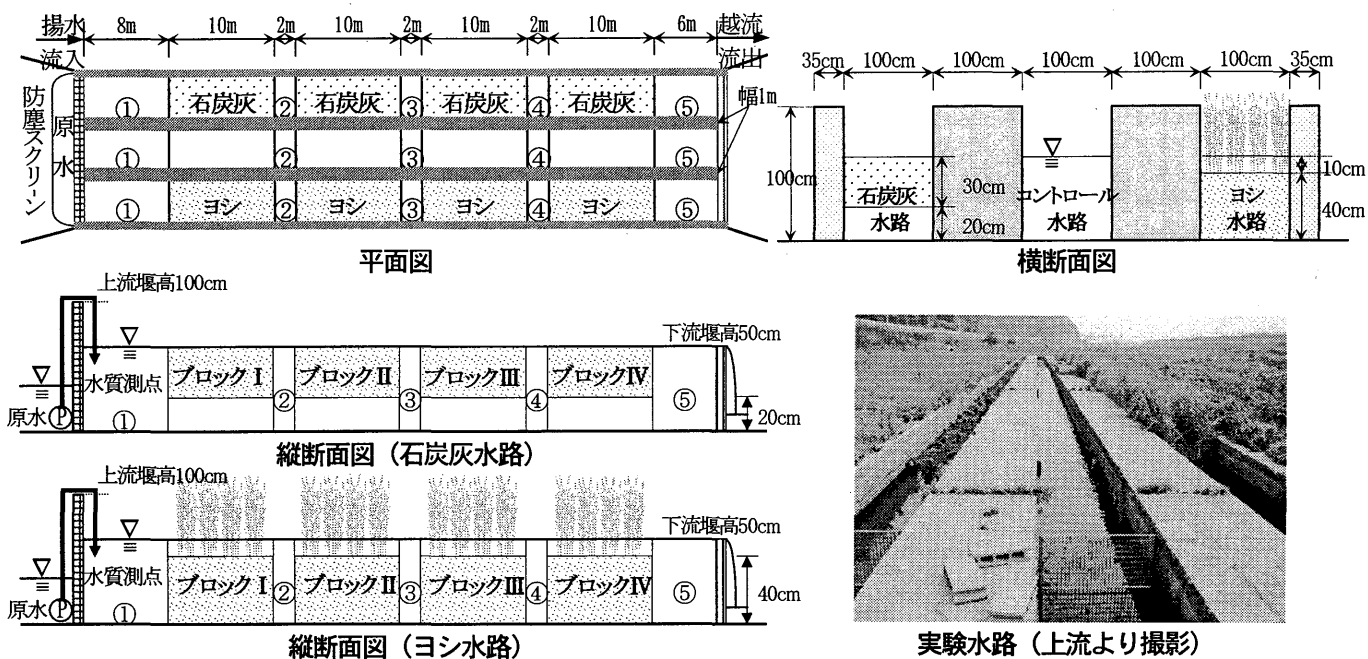 揚水 8m 10m 2m 10m 2m 10m 2m 10m 6m 越流
流入 流出
防塵スクリーン
原水
① 石炭灰 ② 石炭灰 ③ 石炭灰 ④ 石炭灰 ⑤
幅1m
① ② ③ ④ ⑤
① ヨシ ② ヨシ ③ ヨシ ④ ヨシ ⑤
平面図
35cm 100cm 100cm 100cm 100cm 100cm 35cm
100cm
石炭灰
水路
30cm
20cm
コントロール
水路
ヨシ
水路
10cm
40cm
横断面図
上流堰高100cm
下流堰高50cm
水質測点 ブロックⅠ ブロックⅡ ブロックⅢ ブロックⅣ
原水 P ① ② ③ ④ ⑤
20cm
縦断面図（石炭灰水路）
上流堰高100cm
下流堰高50cm
水質測点 ブロックⅠ ブロックⅡ ブロックⅢ ブロックⅣ
原水 P ① ② ③ ④ ⑤
40cm
縦断面図（ヨシ水路）
実験水路（上流より撮影）